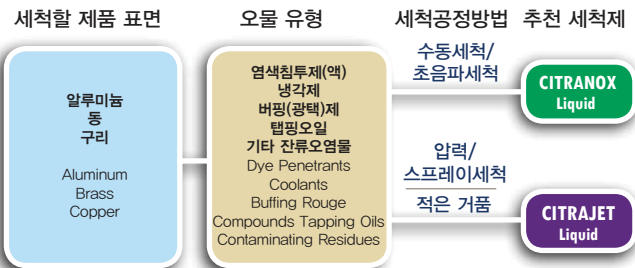 세척할 제품 표면
오물 유형
세척공정방법
추천 세척제
알루미늄
동
구리
Aluminum
Brass
Copper
염색침투제(액)
냉각제
버핑(광택)제
탭핑오일
기타 잔류오염물
Dye Penetrants
Coolants
Buffing Rouge
Compounds Tapping Oils
Contaminating Residues
수동세척/
초음파세척
압력/
스프레이세척
적은 거품
CITRANOX
Liquid
CITRAJET
Liquid